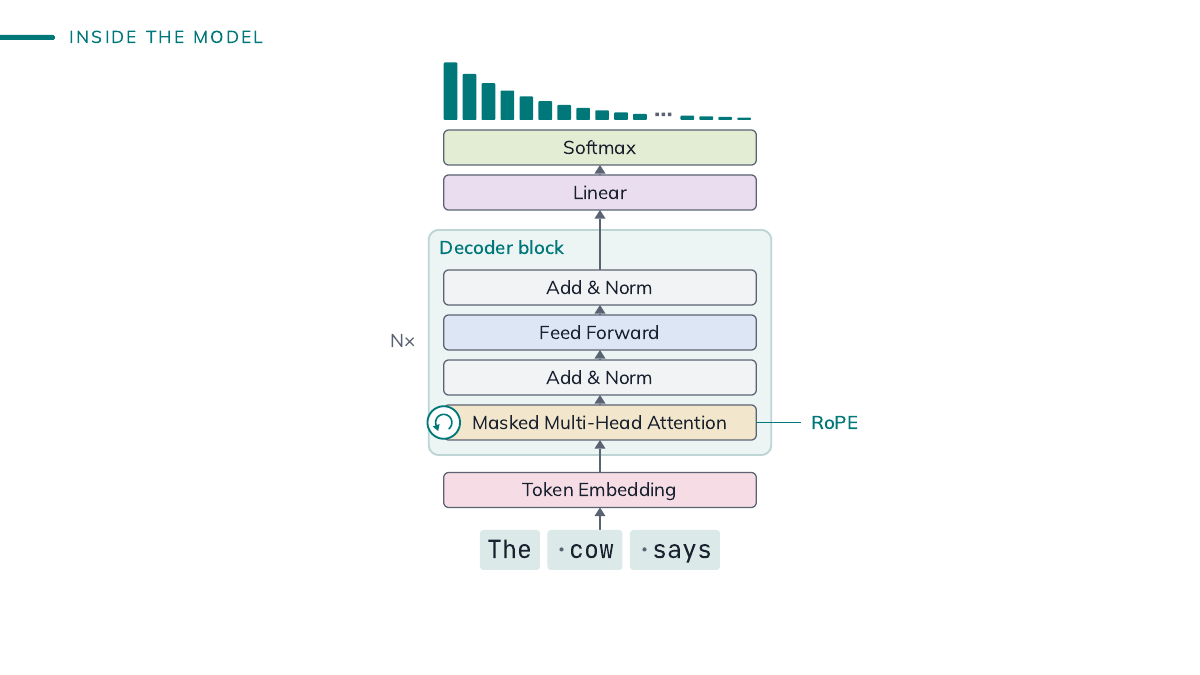 INSIDE THE MODEL
...
Softmax
Linear
Decoder block
Add & Norm
Feed Forward
N×
Add & Norm
Masked Multi-Head Attention
RoPE
Token Embedding
The ·cow ·says